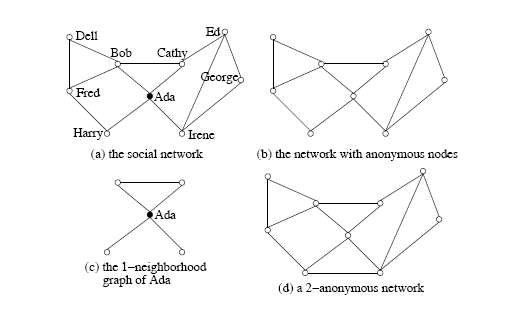 Dell
Ed
Bob
Cathy
George
Fred
Ada
Harry
Irene
(a) the social network
(b) the network with anonymous nodes
Ada
(c) the 1−neighborhood
graph of Ada
(d) a 2−anonymous network